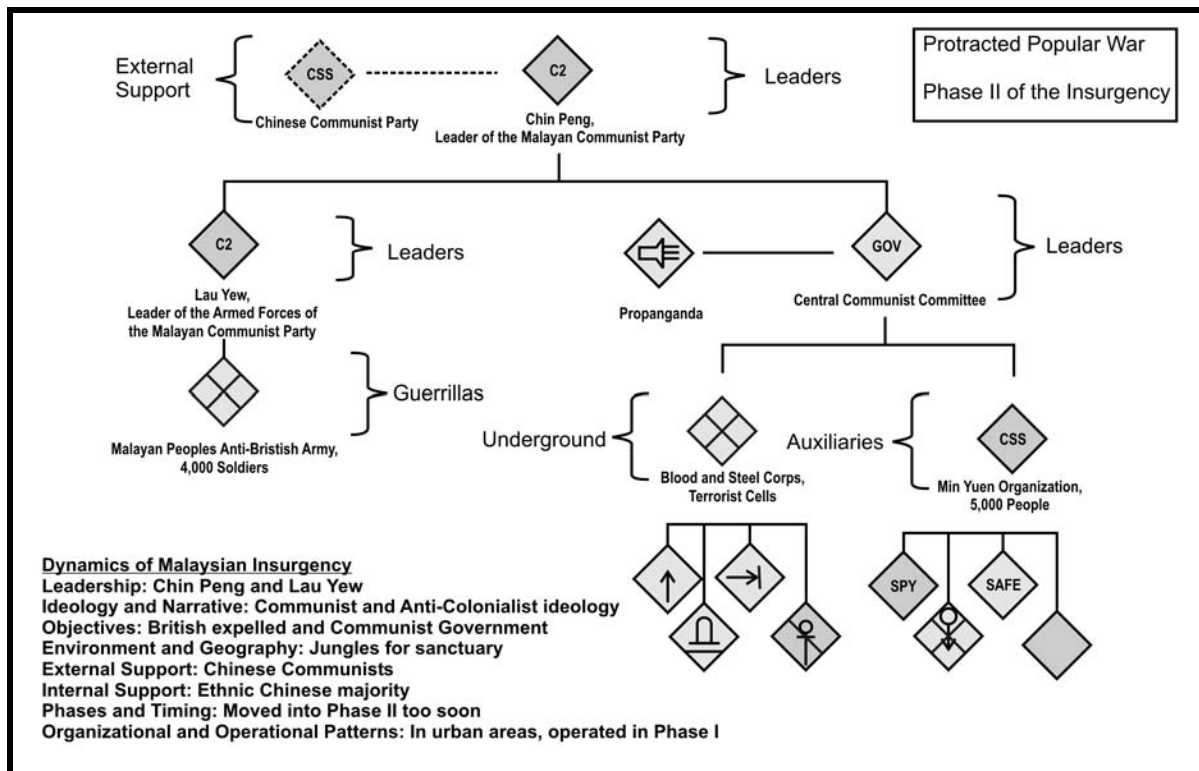 External
Support
CSS
Chinese Communist Party
C2
Chin Peng,
Leader of the Malayan Communist Party
Leaders
Protracted Popular War
Phase II of the Insurgency
C2
Lau Yew,
Leader of the Armed Forces of
the Malayan Communist Party
Leaders
Propanganda
GOV
Central Communist Committee
Leaders
Malayan Peoples Anti-Bristish Army,
4,000 Soldiers
Guerrillas
Underground
Blood and Steel Corps,
Terrorist Cells
Auxiliaries
CSS
Min Yuen Organization,
5,000 People
SPY
SAFE
Dynamics of Malaysian Insurgency
Leadership: Chin Peng and Lau Yew
Ideology and Narrative: Communist and Anti-Colonialist ideology
Objectives: British expelled and Communist Government
Environment and Geography: Jungles for sanctuary
External Support: Chinese Communists
Internal Support: Ethnic Chinese majority
Phases and Timing: Moved into Phase II too soon
Organizational and Operational Patterns: In urban areas, operated in Phase I